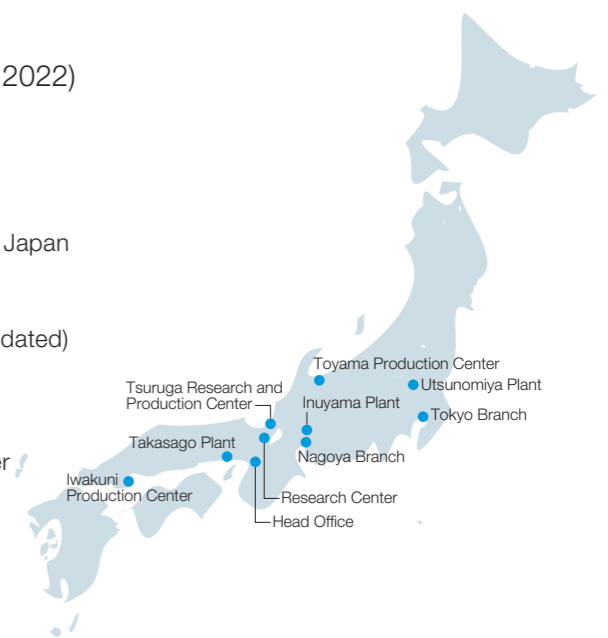 2022)
Japan
dated)
er
Toyama Production Center
Utsunomiya Plant
Tsuruga Research and
Production Center
Inuyama Plant
Tokyo Branch
Takasago Plant
Nagoya Branch
Iwakuni
Production Center
Research Center
Head Office